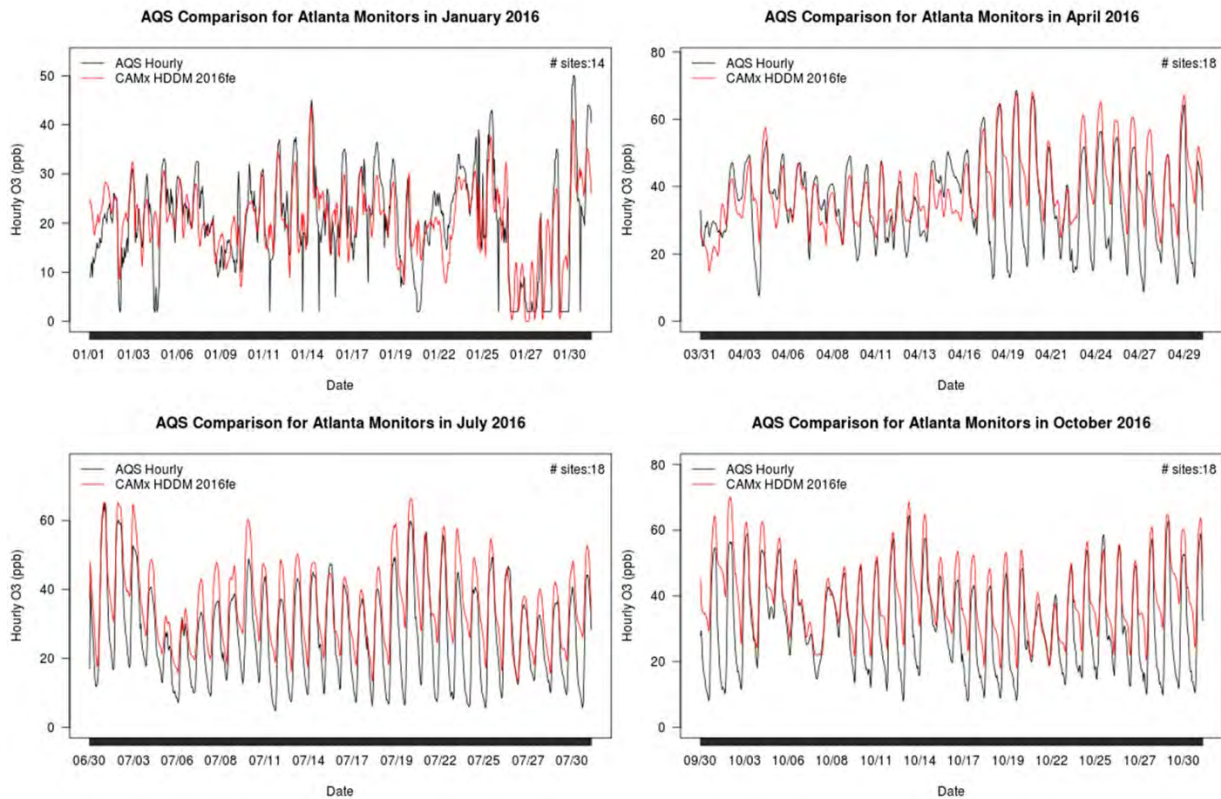 AQS Comparison for Atlanta Monitors in January 2016
AQS Hourly
CAMx HDDM 2016fe
# sites:14
50
40
30
20
10
0
Hourly O3 (ppb)
01/01 01/03 01/06 01/09 01/11 01/14 01/17 01/19 01/22 01/25 01/27 01/30
Date
AQS Comparison for Atlanta Monitors in April 2016
AQS Hourly
CAMx HDDM 2016fe
# sites:18
80
60
40
20
0
Hourly O3 (ppb)
03/31 04/03 04/06 04/08 04/11 04/13 04/16 04/19 04/21 04/24 04/27 04/29
Date
AQS Comparison for Atlanta Monitors in July 2016
AQS Hourly
CAMx HDDM 2016fe
# sites:18
60
40
20
0
Hourly O3 (ppb)
06/30 07/03 07/06 07/08 07/11 07/14 07/17 07/19 07/22 07/25 07/27 07/30
Date
AQS Comparison for Atlanta Monitors in October 2016
AQS Hourly
CAMx HDDM 2016fe
# sites:18
80
60
40
20
0
Hourly O3 (ppb)
09/30 10/03 10/06 10/08 10/11 10/14 10/17 10/19 10/22 10/25 10/27 10/30
Date